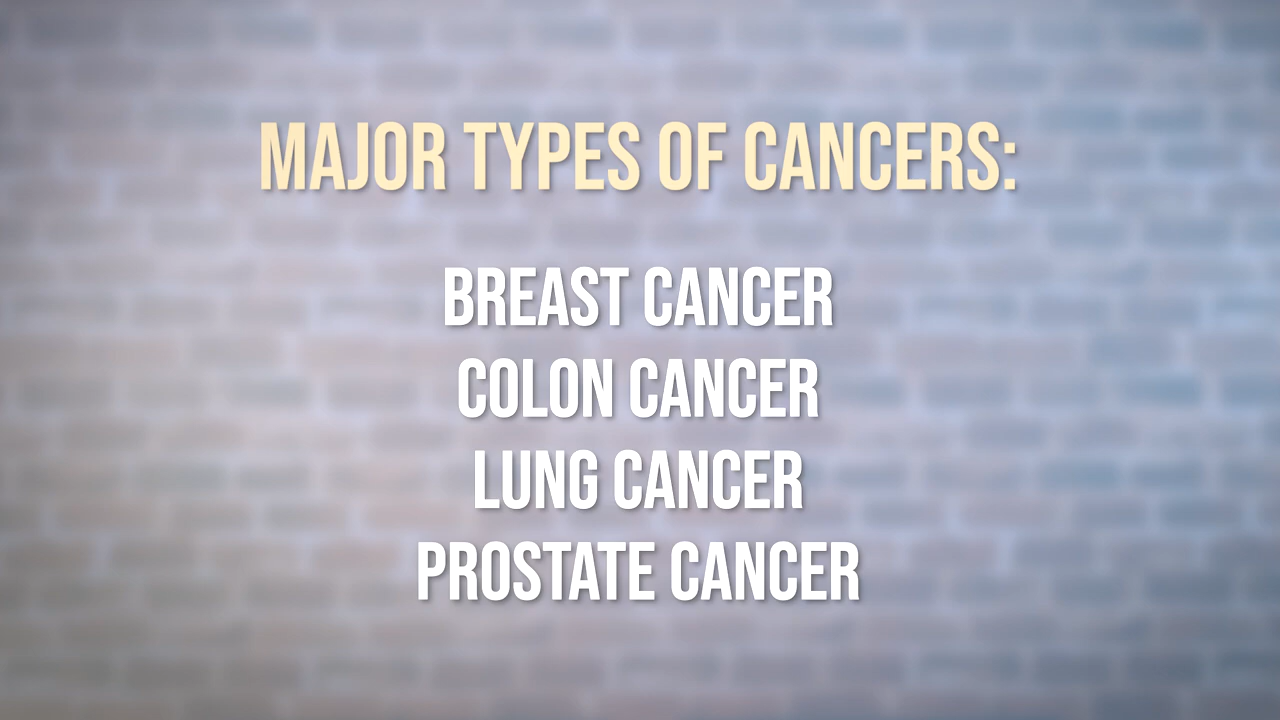 MAJOR TYPES OF CANCERS:
BREAST CANCER
COLON CANCER
LUNG CANCER
PROSTATE CANCER